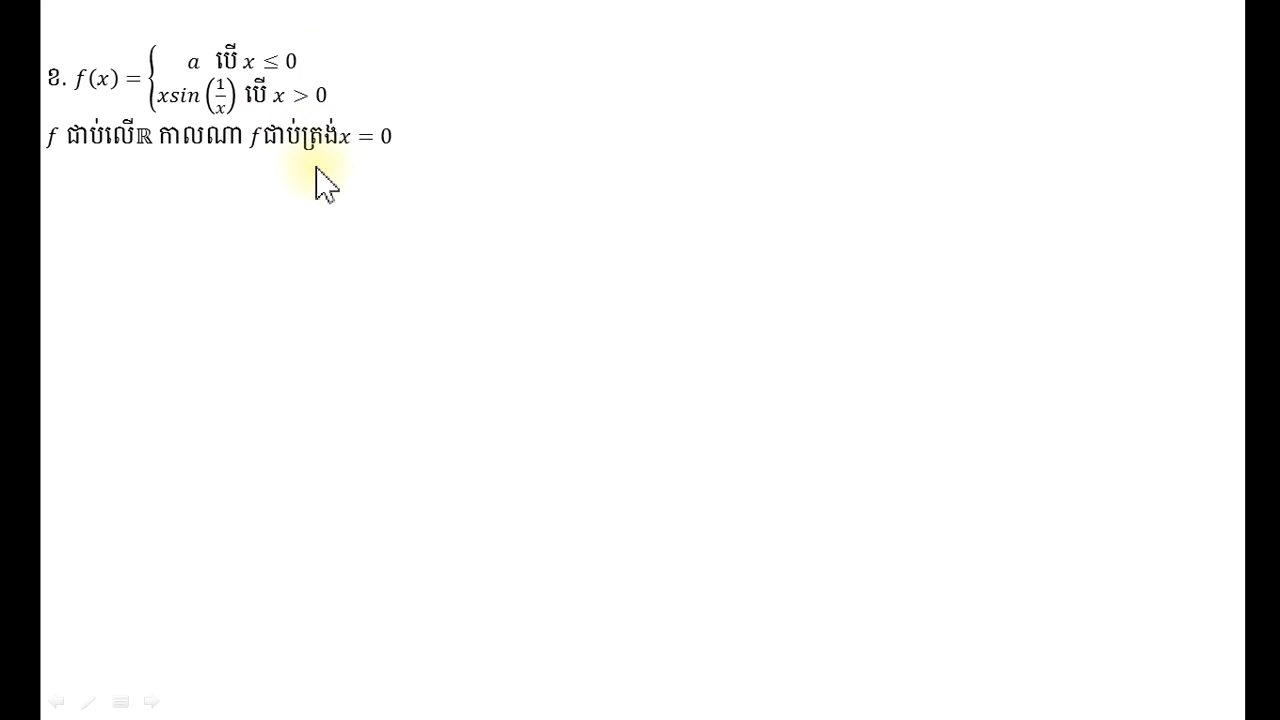 ខ. f(x) = { a បើ x ≤ 0
xsin (1/x) បើ x > 0
f ជាប់លើℝ កាលណា fជាប់ត្រង់x = 0